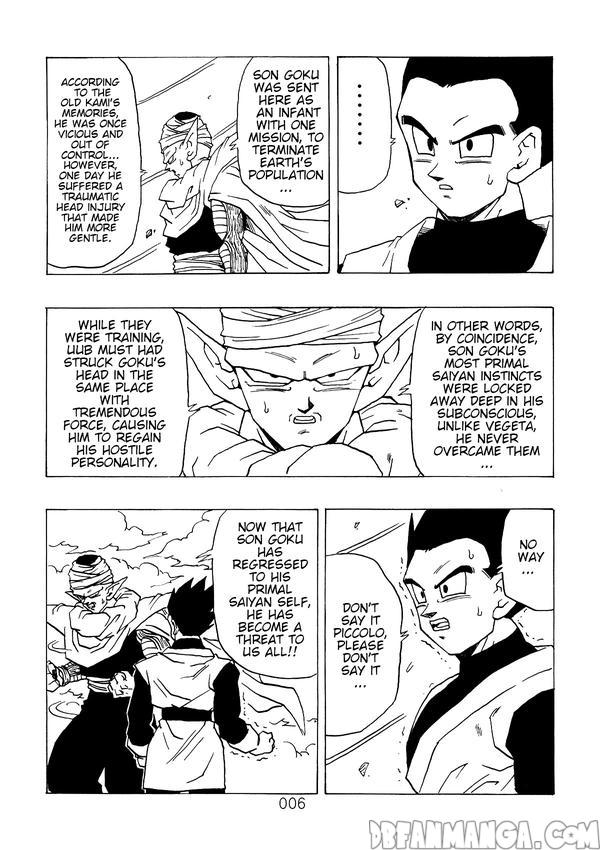 ......
SON GOKU
WAS SENT
HERE AS
AN INFANT
WITH ONE
MISSION, TO
TERMINATE
EARTH'S
POPULATION
...
ACCORDING
TO THE
OLD KAMI'S
MEMORIES,
HE WAS ONCE
VICIOUS AND
OUT OF
CONTROL...
HOWEVER,
ONE DAY HE
SUFFERED A
TRAUMATIC
HEAD INJURY
THAT MADE
HIM MORE
GENTLE.
IN OTHER WORDS,
BY COINCIDENCE,
SON GOKU'S
MOST PRIMAL
SAIYAN INSTINCTS
WERE LOCKED
AWAY DEEP IN HIS
SUBCONSCIOUS,
UNLIKE VEGETA,
HE NEVER
OVERCAME THEM
...
WHILE THEY
WERE TRAINING,
UUB MUST HAD
STRUCK GOKU'S
HEAD IN THE
SAME PLACE
WITH
TREMENDOUS
FORCE, CAUSING
HIM TO REGAIN
HIS HOSTILE
PERSONALITY.
NO
WAY
...
DON'T
SAY IT
PICCOLO,
PLEASE
DON'T
SAY IT
...
NOW THAT
SON GOKU
HAS
REGRESSED
TO HIS
PRIMAL
SAIYAN SELF,
HE HAS
BECOME A
THREAT TO
US ALL!!
006
DBFANMANGA.COM